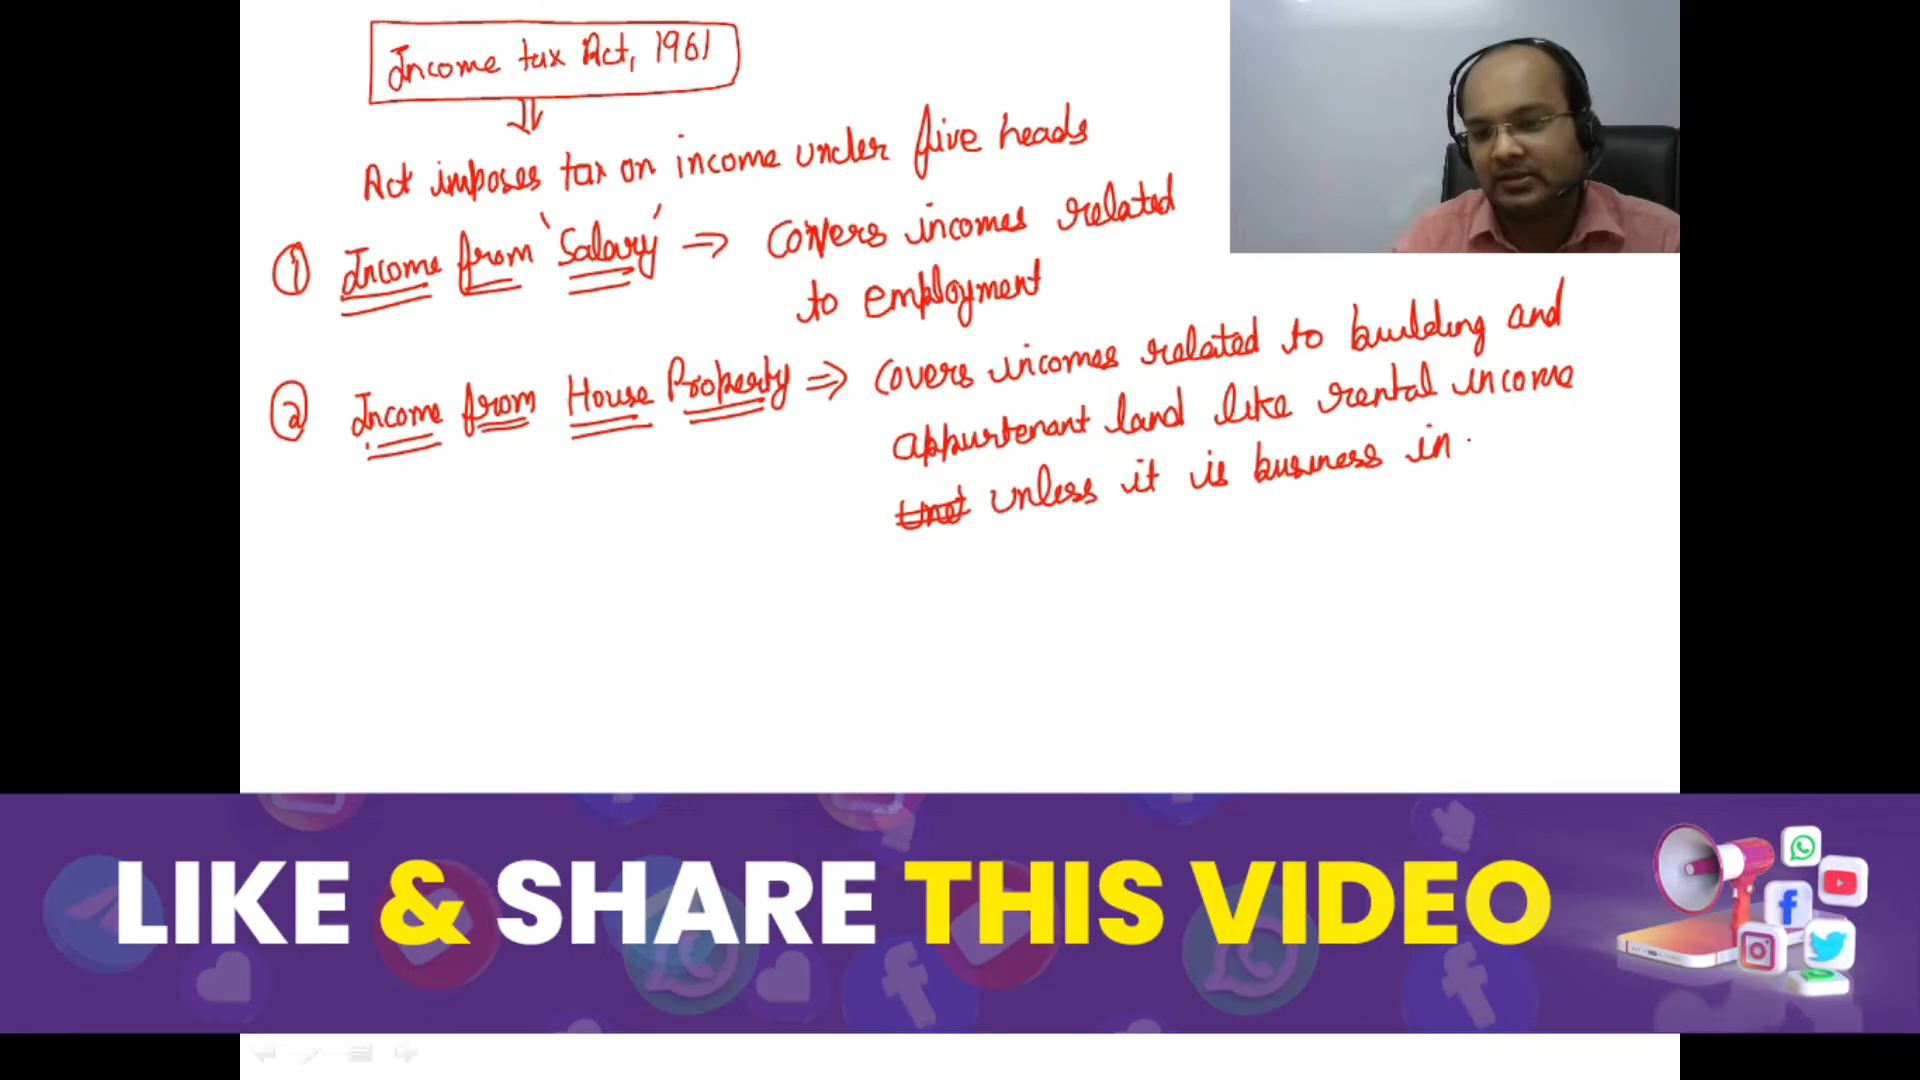 Income tax Act, 1961
Act imposes tax on income under five heads
① Income from 'Salary' ⇒ Covers incomes related
to employment
② Income from House Property ⇒ Covers incomes related to building and
appurtenant land like rental income
unless it is business in
LIKE & SHARE THIS VIDEO